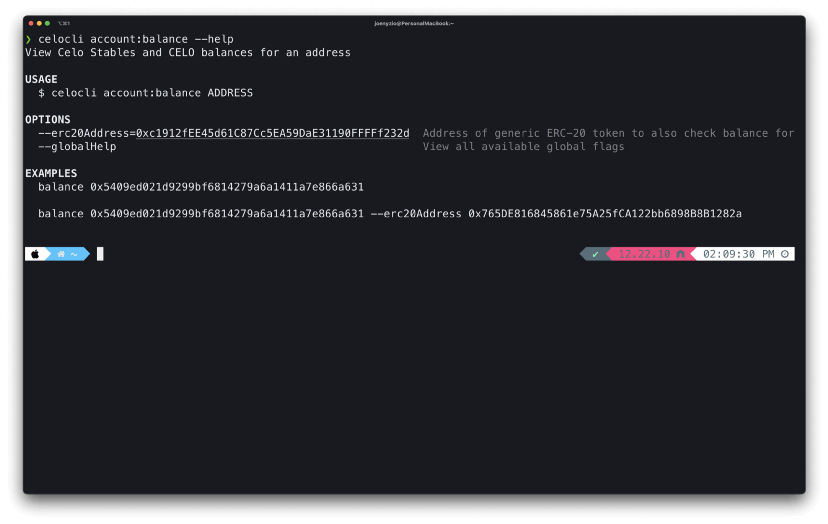 ⌥⌘1
joenyzio@PersonalMacBook:~
❯ celocli account:balance --help
View Celo Stables and CELO balances for an address
USAGE
$ celocli account:balance ADDRESS
OPTIONS
--erc20Address=0xc1912fEE45d61C87Cc5EA59DaE31190FFFFf232d Address of generic ERC-20 token to also check balance for
--globalHelp View all available global flags
EXAMPLES
balance 0x5409ed021d9299bf6814279a6a1411a7e866a631
balance 0x5409ed021d9299bf6814279a6a1411a7e866a631 --erc20Address 0x765DE816845861e75A25fCA122bb6898B8B1282a
~ ✔ 12.22.10 02:09:30 PM